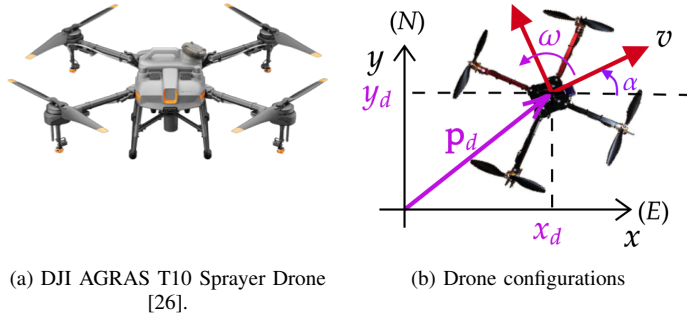 (N)
y
ω
v
α
y_d
p_d
(E)
x_d
x
(a) DJI AGRAS T10 Sprayer Drone
[26].
(b) Drone configurations